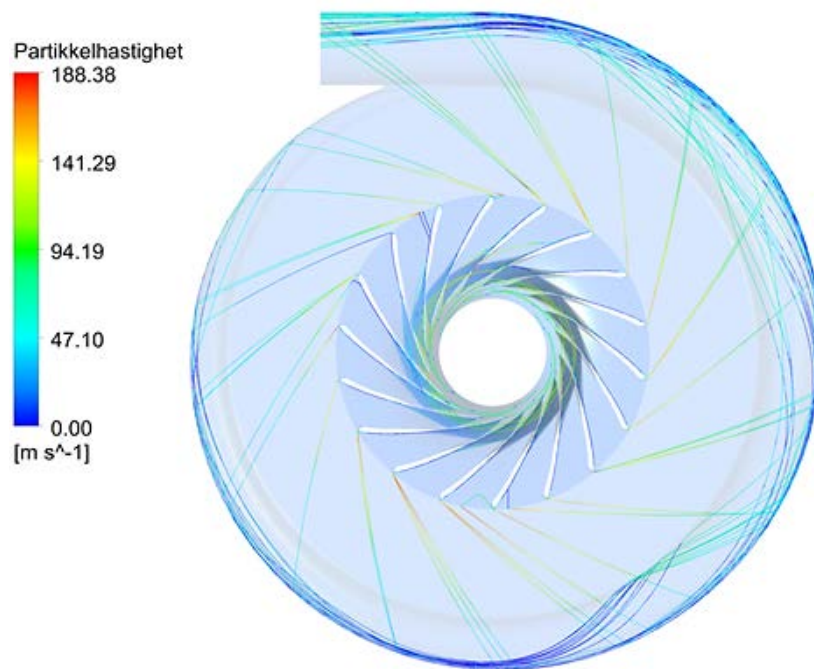 Partikkelhastighet
188.38
141.29
94.19
47.10
0.00
[m s^-1]